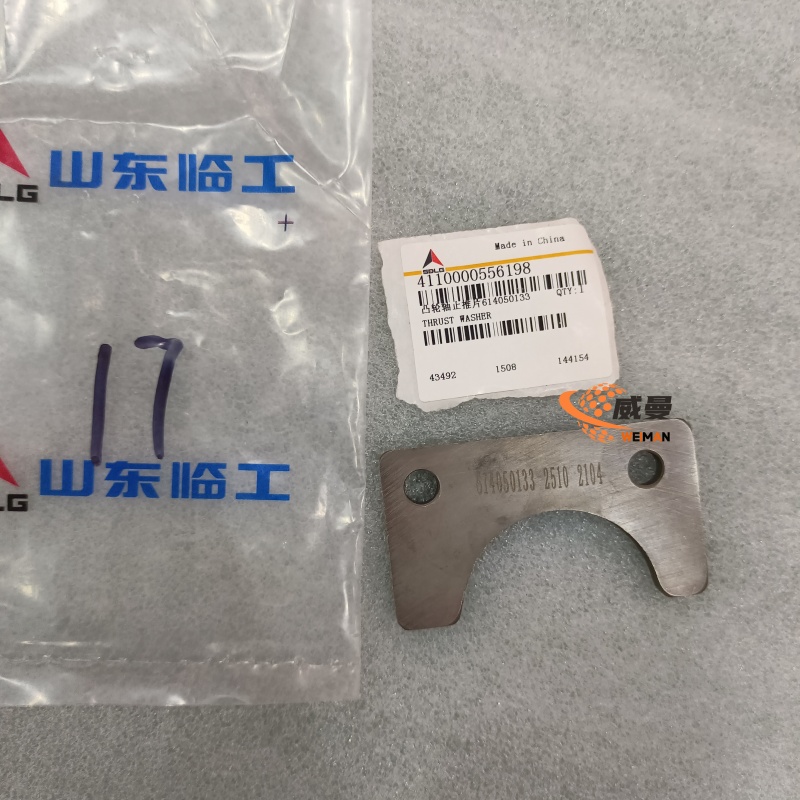 山东临工
LG
+
17
山东临工
LG
Made in China
SDLG
4110000556198
凸轮轴止推片614050133 QTY:1
THRUST WASHER
43492 1508 144154
威曼
WEMAN
614050133 2510 2104